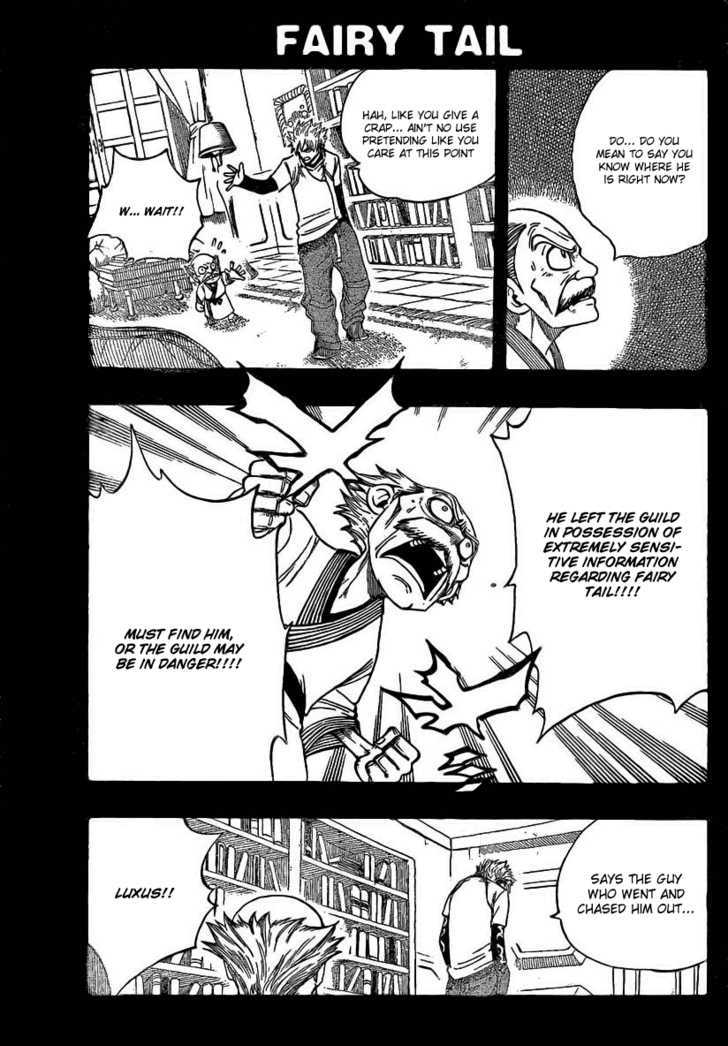 FAIRY TAIL
DO... DO YOU
MEAN TO SAY YOU
KNOW WHERE HE
IS RIGHT NOW?
HAH, LIKE YOU GIVE A
CRAP... AIN'T NO USE
PRETENDING LIKE YOU
CARE AT THIS POINT
W... WAIT!!
HE LEFT THE GUILD
IN POSSESSION OF
EXTREMELY SENSI-
TIVE INFORMATION
REGARDING FAIRY
TAIL!!!!
MUST FIND HIM,
OR THE GUILD MAY
BE IN DANGER!!!!
SAYS THE GUY
WHO WENT AND
CHASED HIM OUT...
LUXUS!!